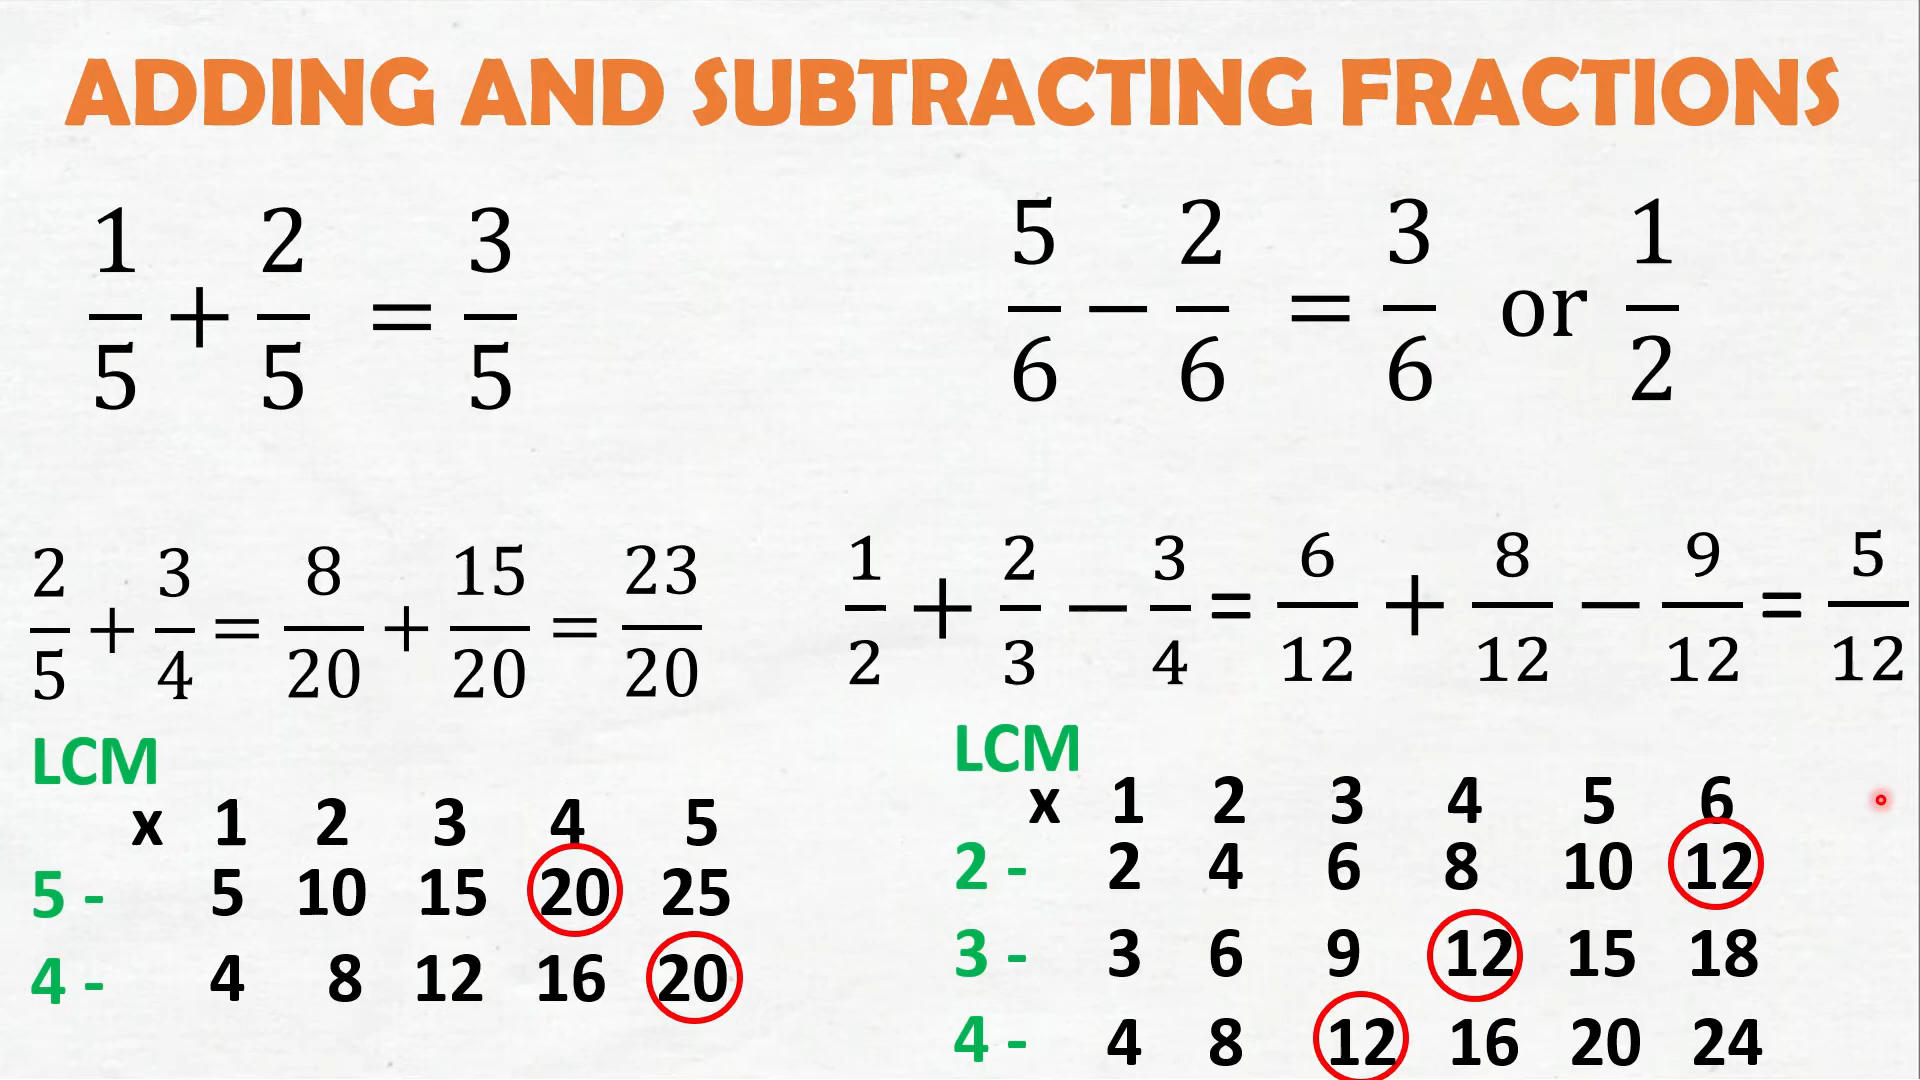 ADDING AND SUBTRACTING FRACTIONS
1/5 + 2/5 = 3/5
5/6 − 2/6 = 3/6 or 1/2
2/5 + 3/4 = 8/20 + 15/20 = 23/20
1/2 + 2/3 − 3/4 = 6/12 + 8/12 − 9/12 = 5/12
LCM
x 1 2 3 4 5
5 - 5 10 15 20 25
4 - 4 8 12 16 20
LCM
x 1 2 3 4 5 6
2 - 2 4 6 8 10 12
3 - 3 6 9 12 15 18
4 - 4 8 12 16 20 24